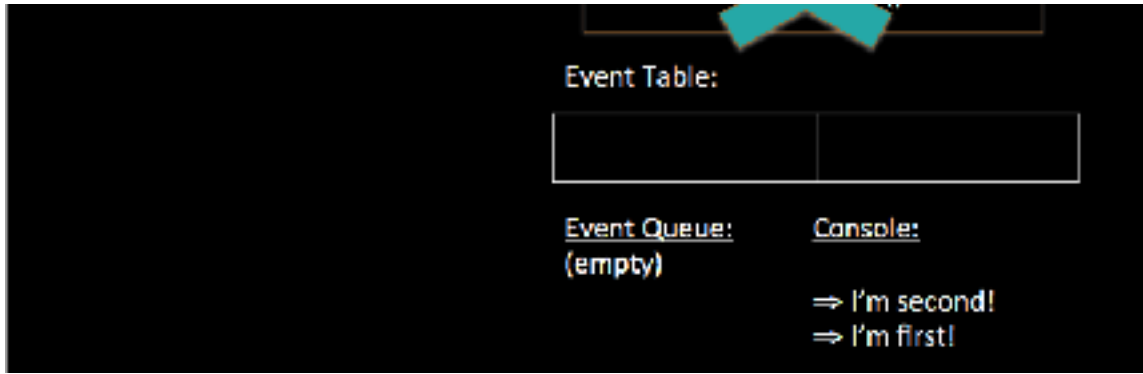 Event Table:
Event Queue:
(empty)
Console:
⇒ I'm second!
⇒ I'm first!